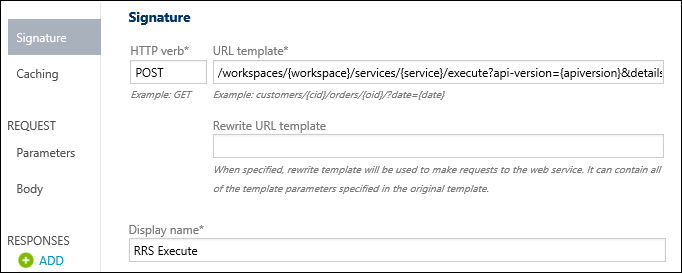 Signature
Caching
REQUEST
Parameters
Body
RESPONSES
ADD
Signature
HTTP verb* URL template*
POST /workspaces/{workspace}/services/{service}/execute?api-version={apiversion}&details
Example: GET Example: customers/{cid}/orders/{oid}/?date={date}
Rewrite URL template
When specified, rewrite template will be used to make requests to the web service. It can contain all
of the template parameters specified in the original template.
Display name*
RRS Execute